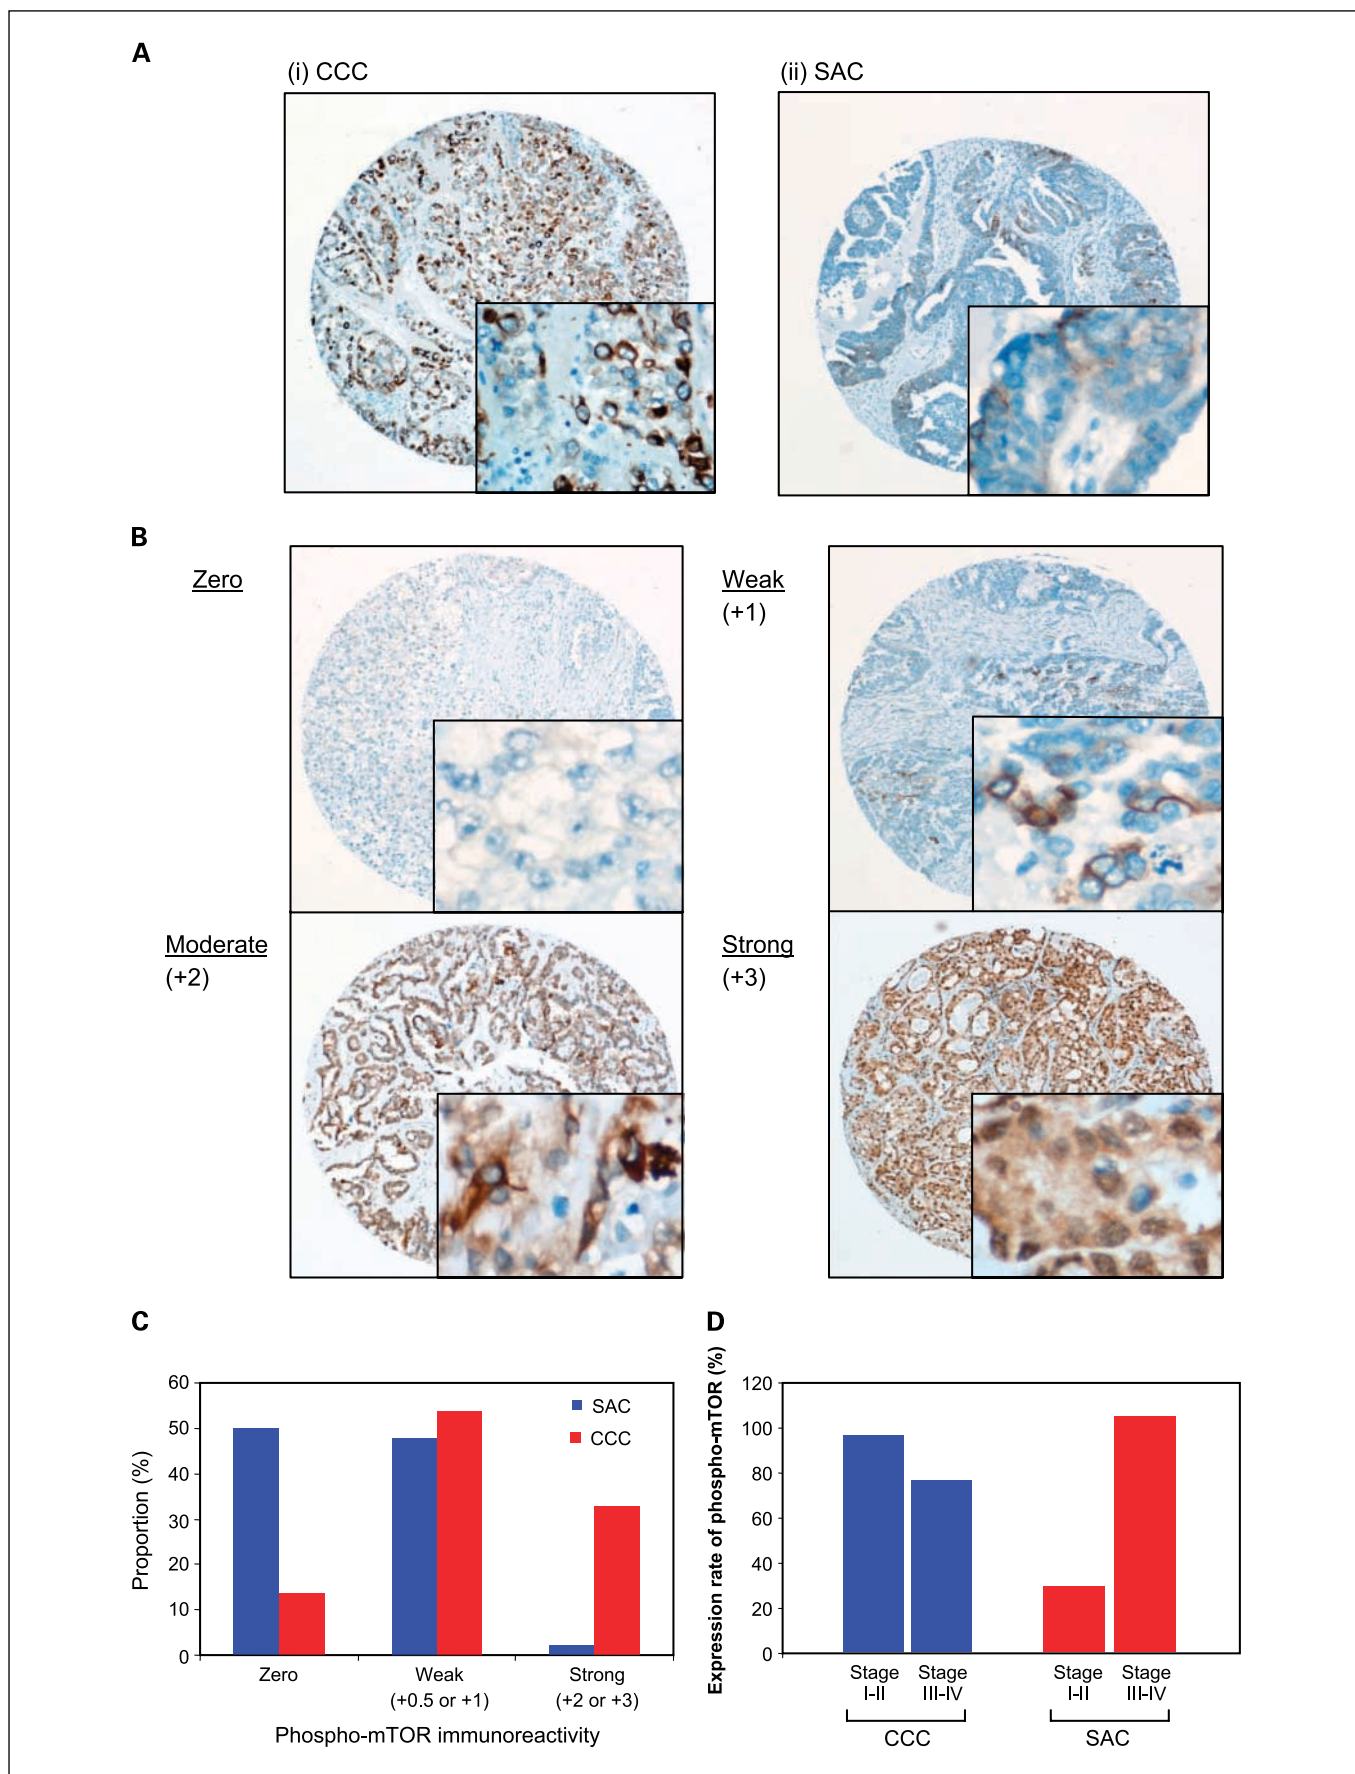 A
(i) CCC
(ii) SAC
B
Zero
Weak
(+1)
Moderate
(+2)
Strong
(+3)
C
60
50
40
30
20
10
0
Proportion (%)
SAC
CCC
Zero
Weak
(+0.5 or +1)
Strong
(+2 or +3)
Phospho-mTOR immunoreactivity
D
Expression rate of phospho-mTOR (%)
120
100
80
60
40
20
0
Stage
I-II
Stage
III-IV
Stage
I-II
Stage
III-IV
CCC
SAC